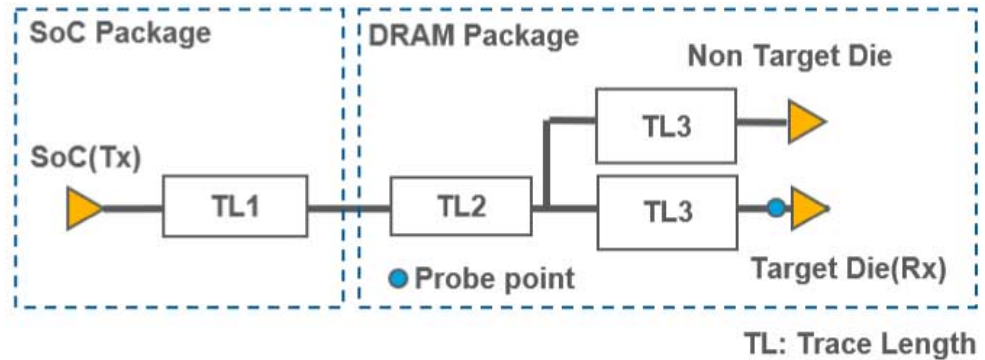 SoC Package
DRAM Package
Non Target Die
TL3
SoC(Tx)
TL1
TL2
TL3
Probe point
Target Die(Rx)
TL: Trace Length